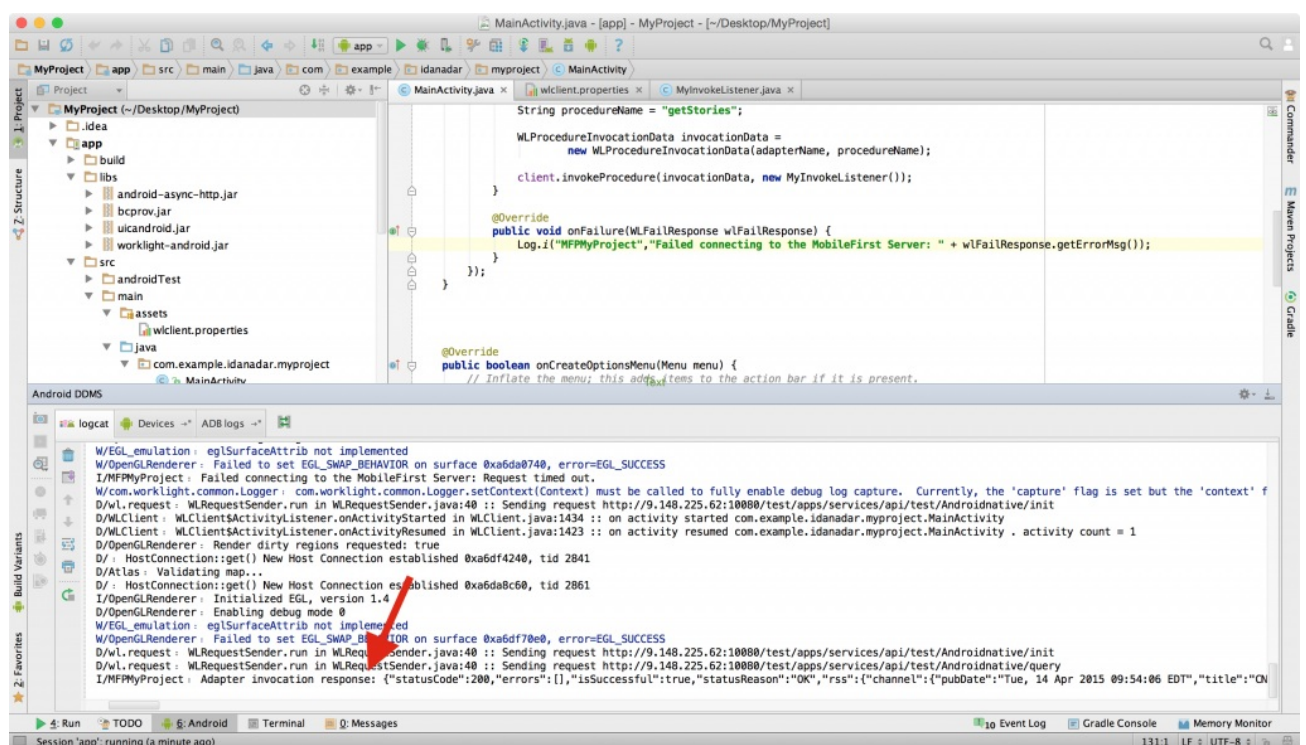 MainActivity.java - [app] - MyProject - [~/Desktop/MyProject]
app
MyProject app src main java com example idanadar myproject MainActivity
Project
MainActivity.java wlclient.properties MyInvokeListener.java
1: Project
Z: Structure
Build Variants
2: Favorites
Commander
Maven Projects
Gradle
MyProject (~/Desktop/MyProject)
.idea
app
build
libs
android-async-http.jar
bcprov.jar
uicandroid.jar
worklight-android.jar
src
androidTest
main
assets
wlclient.properties
java
com.example.idanadar.myproject
MainActivity
String procedureName = "getStories";
WLProcedureInvocationData invocationData =
new WLProcedureInvocationData(adapterName, procedureName);
client.invokeProcedure(invocationData, new MyInvokeListener());
}
@Override
public void onFailure(WLFailResponse wlFailResponse) {
Log.i("MFPMyProject","Failed connecting to the MobileFirst Server: " + wlFailResponse.getErrorMsg());
}
});
}
@Override
public boolean onCreateOptionsMenu(Menu menu) {
// Inflate the menu; this adds items to the action bar if it is present.
Text
Android DDMS
logcat Devices ADB logs
W/EGL_emulation﹕ eglSurfaceAttrib not implemented
W/OpenGLRenderer﹕ Failed to set EGL_SWAP_BEHAVIOR on surface 0xa6da0740, error=EGL_SUCCESS
I/MFPMyProject﹕ Failed connecting to the MobileFirst Server: Request timed out.
W/com.worklight.common.Logger﹕ com.worklight.common.Logger.setContext(Context) must be called to fully enable debug log capture. Currently, the 'capture' flag is set but the 'context' f
D/wl.request﹕ WLRequestSender.run in WLRequestSender.java:40 :: Sending request http://9.148.225.62:10080/test/apps/services/api/test/Androidnative/init
D/WLClient﹕ WLClient$ActivityListener.onActivityStarted in WLClient.java:1434 :: on activity started com.example.idanadar.myproject.MainActivity
D/WLClient﹕ WLClient$ActivityListener.onActivityResumed in WLClient.java:1423 :: on activity resumed com.example.idanadar.myproject.MainActivity . activity count = 1
D/OpenGLRenderer﹕ Render dirty regions requested: true
D/﹕ HostConnection::get() New Host Connection established 0xa6df4240, tid 2841
D/Atlas﹕ Validating map...
D/﹕ HostConnection::get() New Host Connection established 0xa6da8c60, tid 2861
I/OpenGLRenderer﹕ Initialized EGL, version 1.4
D/OpenGLRenderer﹕ Enabling debug mode 0
W/EGL_emulation﹕ eglSurfaceAttrib not implemented
W/OpenGLRenderer﹕ Failed to set EGL_SWAP_BEHAVIOR on surface 0xa6df70e0, error=EGL_SUCCESS
D/wl.request﹕ WLRequestSender.run in WLRequestSender.java:40 :: Sending request http://9.148.225.62:10080/test/apps/services/api/test/Androidnative/init
D/wl.request﹕ WLRequestSender.run in WLRequestSender.java:40 :: Sending request http://9.148.225.62:10080/test/apps/services/api/test/Androidnative/query
I/MFPMyProject﹕ Adapter invocation response: {"statusCode":200,"errors":[],"isSuccessful":true,"statusReason":"OK","rss":{"channel":{"pubDate":"Tue, 14 Apr 2015 09:54:06 EDT","title":"CN
4: Run TODO 6: Android Terminal 0: Messages 10 Event Log Gradle Console Memory Monitor
Session 'app': running (a minute ago) 131:1 LF UTF-8